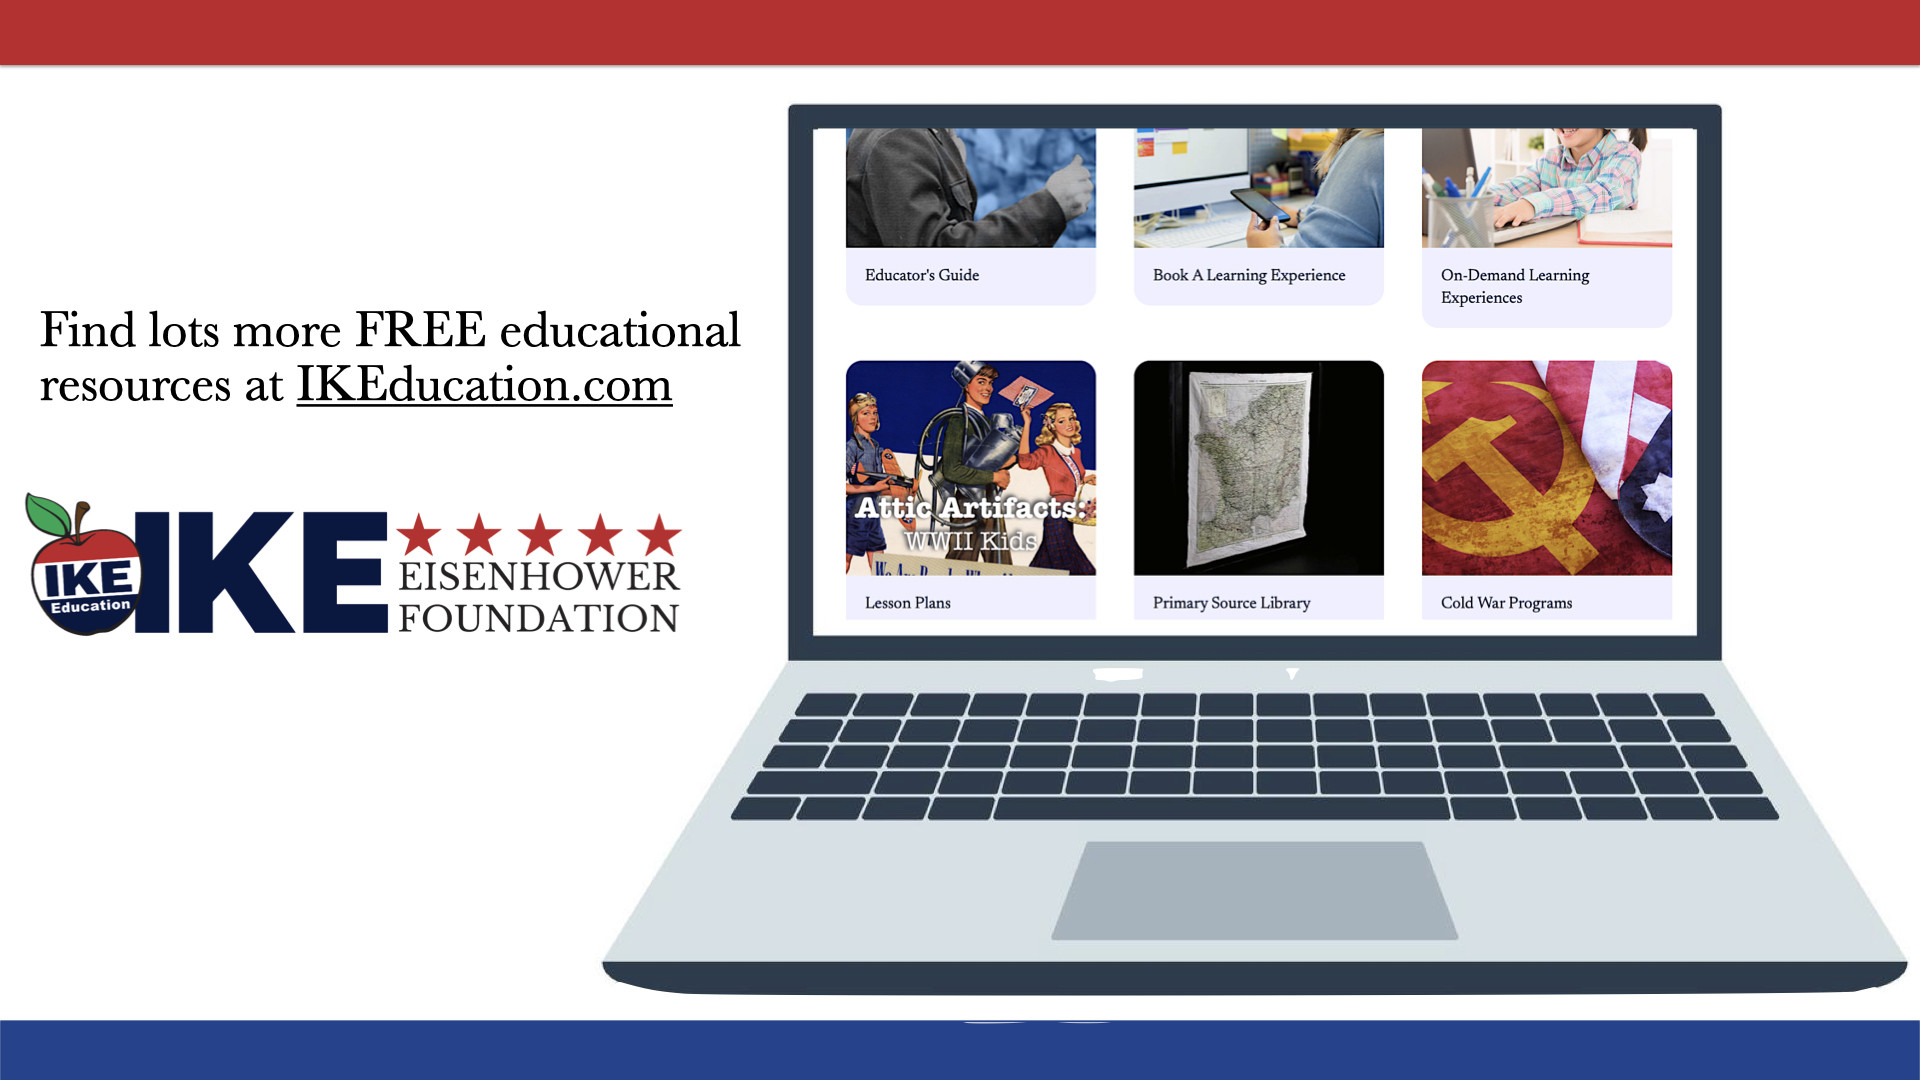 Find lots more FREE educational
resources at IKEducation.com
IKE
Education
IKE
EISENHOWER
FOUNDATION
Educator's Guide
Book A Learning Experience
On-Demand Learning
Experiences
Attic Artifacts:
WWII Kids
Lesson Plans
Primary Source Library
Cold War Programs